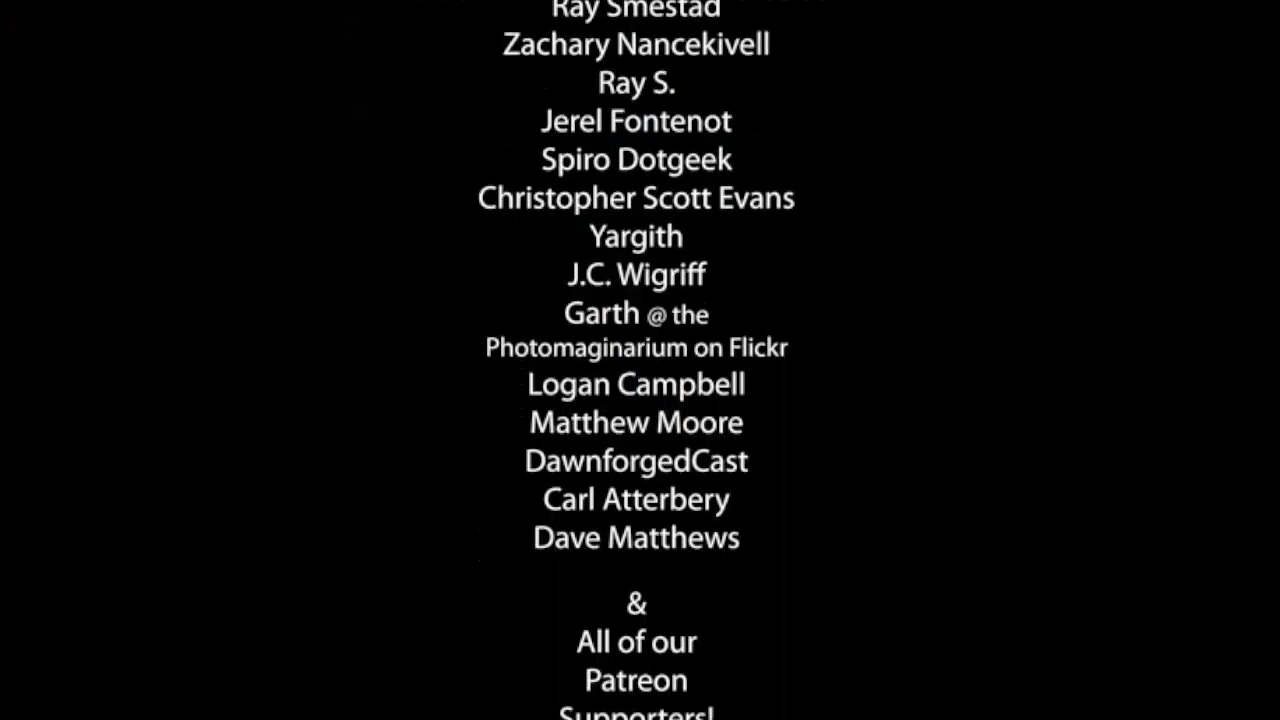 Ray Smestad
Zachary Nancekivell
Ray S.
Jerel Fontenot
Spiro Dotgeek
Christopher Scott Evans
Yargith
J.C. Wigriff
Garth @ the
Photomaginarium on Flickr
Logan Campbell
Matthew Moore
DawnforgedCast
Carl Atterbery
Dave Matthews
&
All of our
Patreon
Supporters!